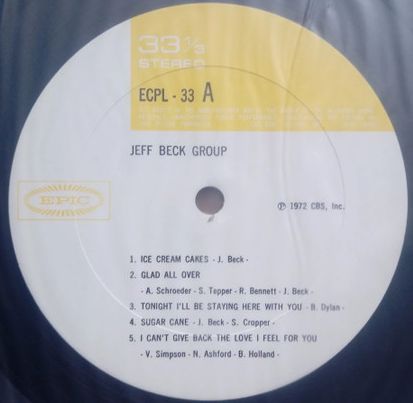 33 1/3
STEREO
ECPL - 33 A
JEFF BECK GROUP
EPIC
℗ 1972 CBS, Inc.
1. ICE CREAM CAKES - J. Beck -
2. GLAD ALL OVER
- A. Schroeder - S. Tepper - R. Bennett - J. Beck -
3. TONIGHT I'LL BE STAYING HERE WITH YOU - B. Dylan -
4. SUGAR CANE - J. Beck - S. Cropper -
5. I CAN'T GIVE BACK THE LOVE I FEEL FOR YOU
- V. Simpson - N. Ashford - B. Holland -